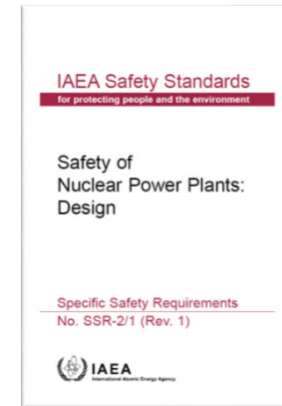 IAEA Safety Standards
for protecting people and the environment
Safety of
Nuclear Power Plants:
Design
Specific Safety Requirements
No. SSR-2/1 (Rev. 1)
IAEA
International Atomic Energy Agency